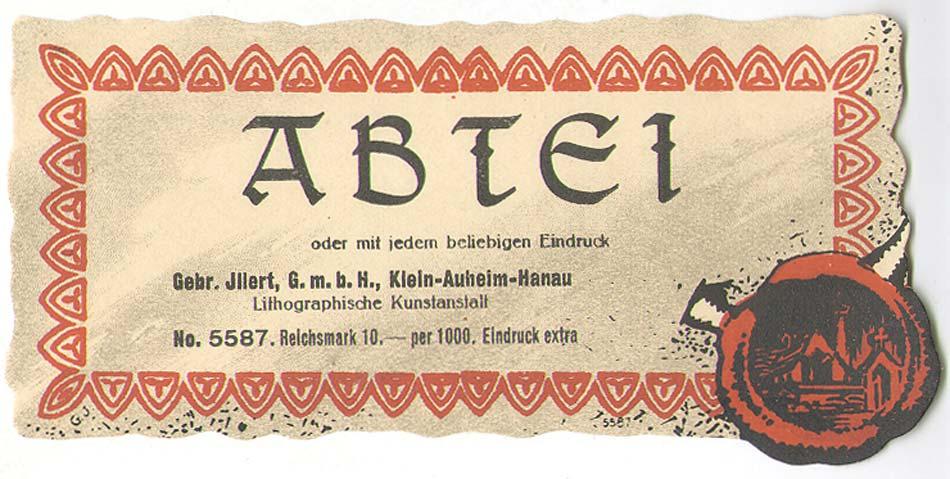 ABTEI
oder mit jedem beliebigen Eindruck
Gebr. Jllert, G. m. b. H., Klein-Auheim-Hanau
Lithographische Kunstanstalt
No. 5587. Reichsmark 10.— per 1000. Eindruck extra
G.J.
5587